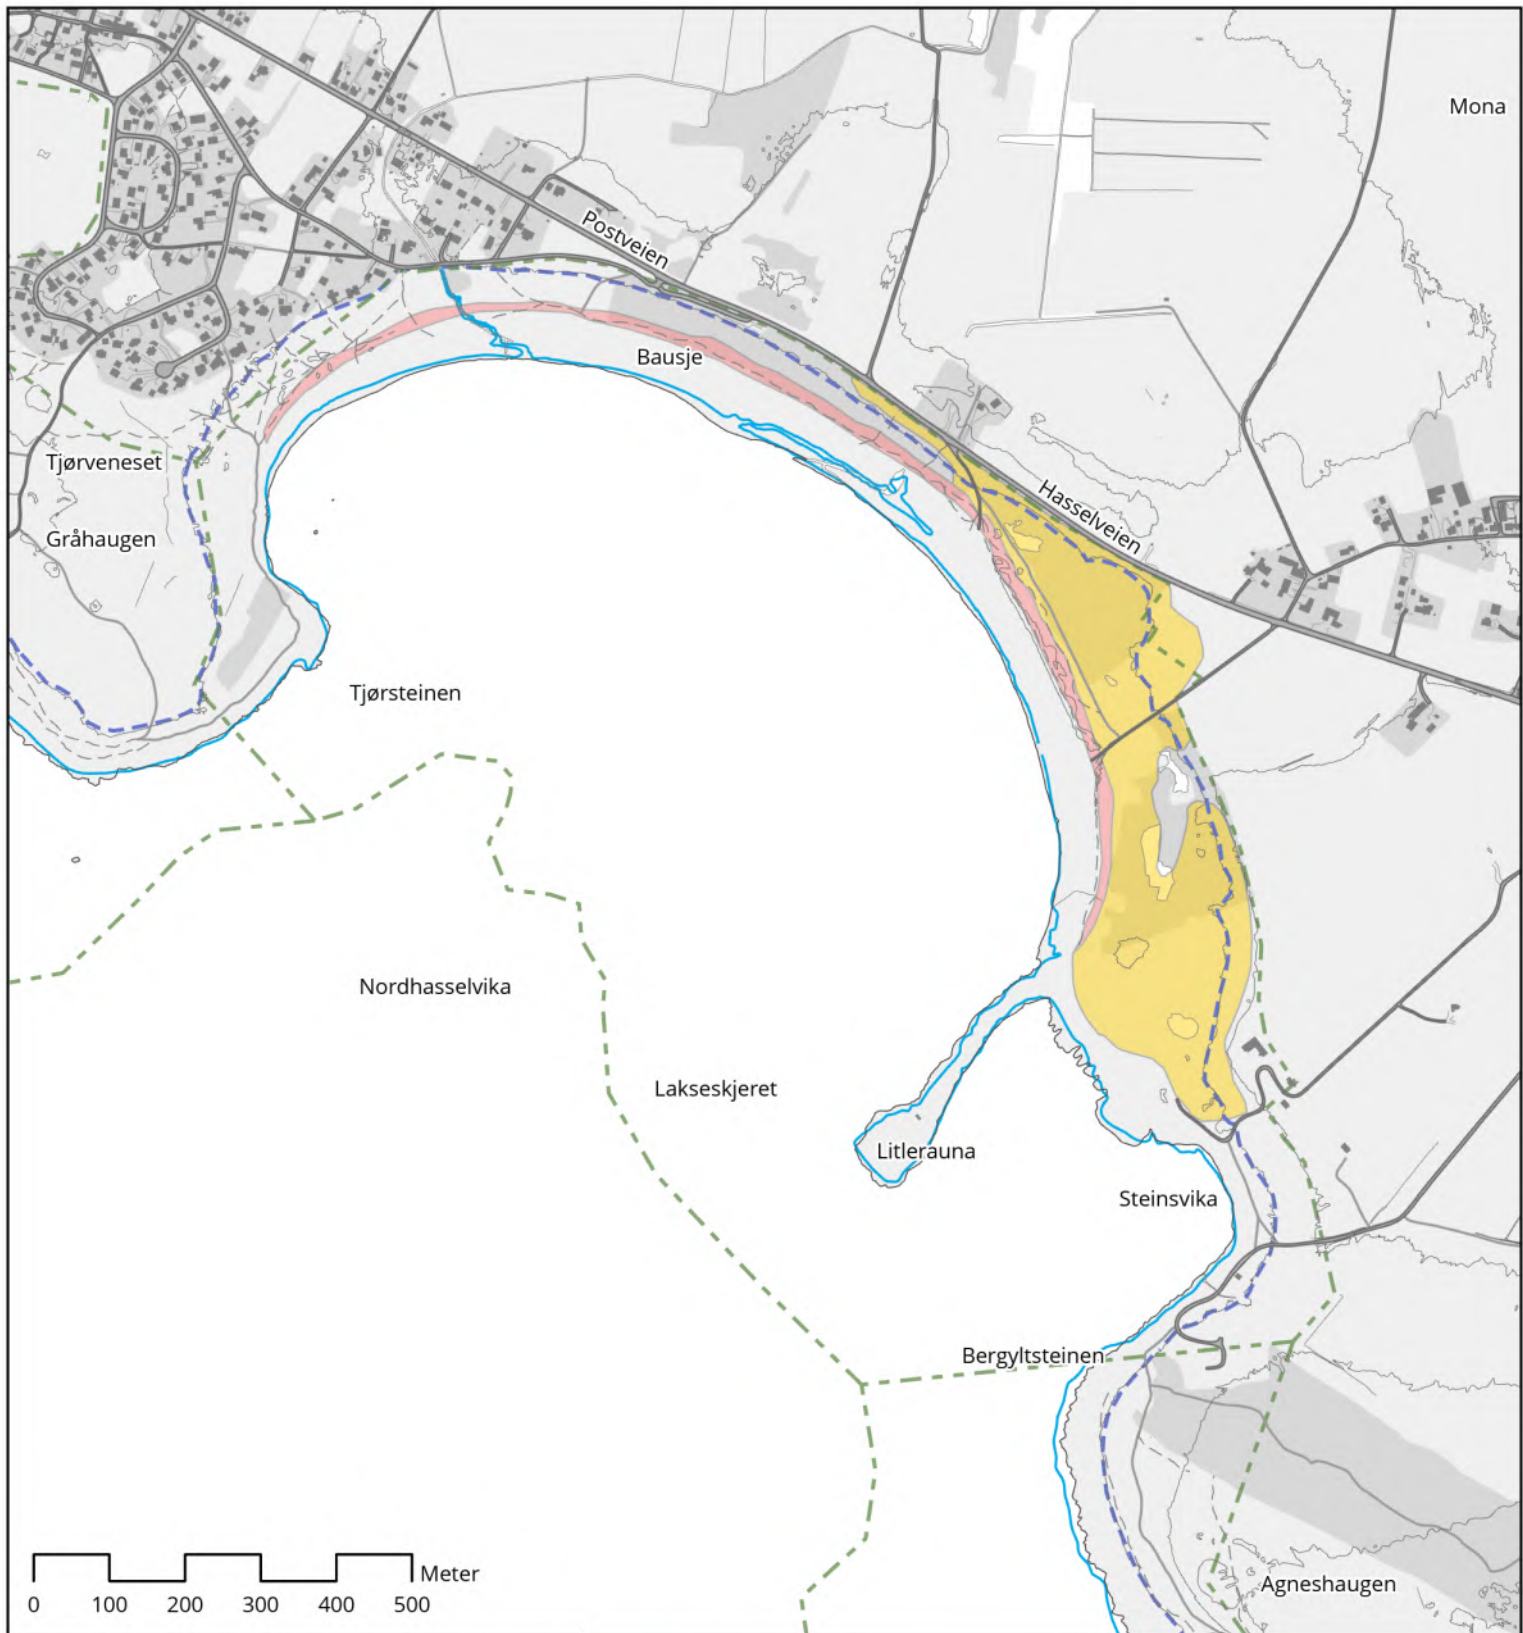 Mona
Postveien
Bausje
Tjørveneset
Hasselveien
Gråhaugen
Tjørsteinen
Nordhasselvika
Lakseskjeret
Litlerauna
Steinsvika
Bergyltsteinen
Meter
0 100 200 300 400 500
Agneshaugen